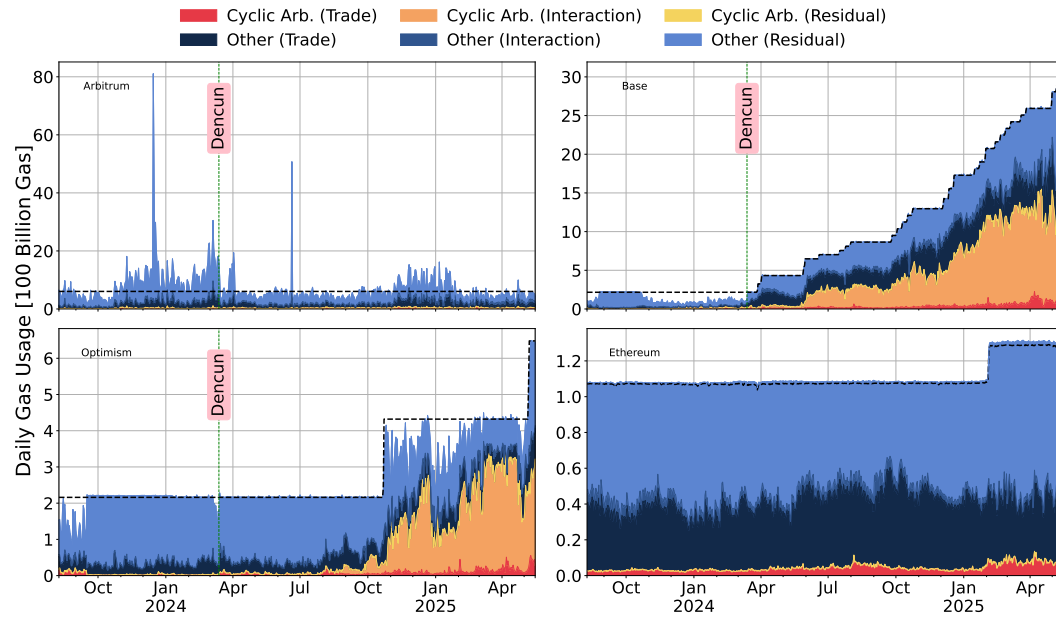 Cyclic Arb. (Trade) Cyclic Arb. (Interaction) Cyclic Arb. (Residual)
Other (Trade) Other (Interaction) Other (Residual)
Daily Gas Usage [100 Billion Gas]
80
60
40
20
0
Arbitrum
Dencun
30
25
20
15
10
5
0
Base
Dencun
6
5
4
3
2
1
0
Optimism
Dencun
Oct Jan Apr Jul Oct Jan Apr
2024 2025
1.2
1.0
0.8
0.6
0.4
0.2
0.0
Ethereum
Oct Jan Apr Jul Oct Jan Apr
2024 2025